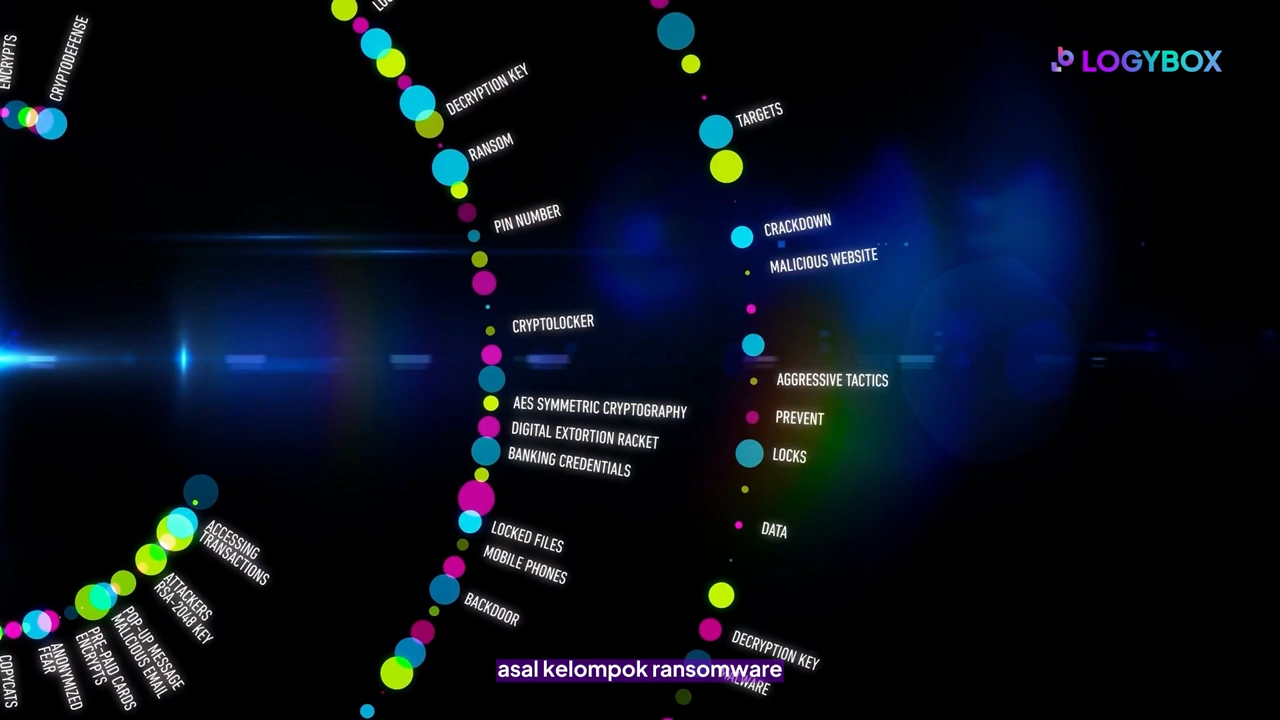 ENCRYPTS
CRYPTODEFENSE
LOGYBOX
DECRYPTION KEY
RANSOM
PIN NUMBER
CRYPTOLOCKER
AES SYMMETRIC CRYPTOGRAPHY
DIGITAL EXTORTION RACKET
BANKING CREDENTIALS
LOCKED FILES
MOBILE PHONES
BACKDOOR
TARGETS
CRACKDOWN
MALICIOUS WEBSITE
AGGRESSIVE TACTICS
PREVENT
LOCKS
DATA
DECRYPTION KEY
MALWARE
ACCESSING
TRANSACTIONS
ATTACKERS
RSA-2048 KEY
POP-UP MESSAGE
MALICIOUS EMAIL
PRE-PAID CARDS
ENCRYPTS
ANONYMIZED
FEAR
COPYCATS
asal kelompok ransomware